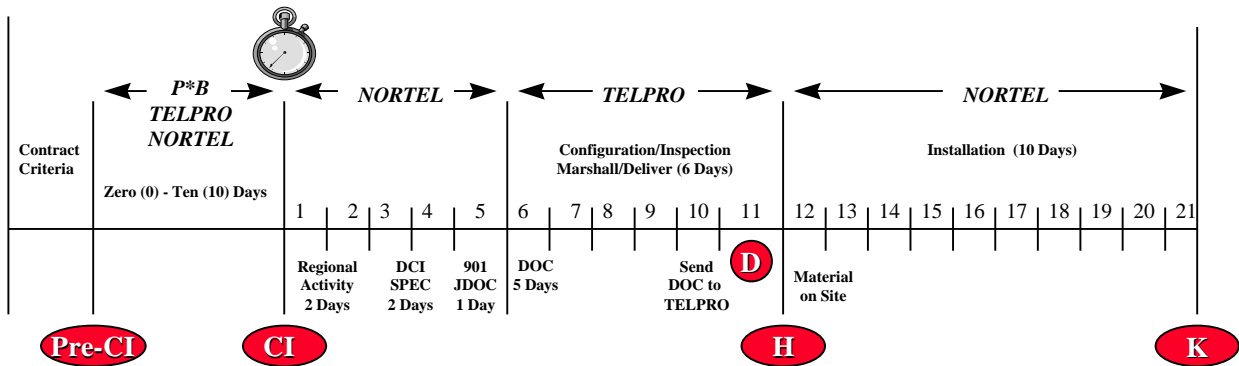 P*B
TELPRO
NORTEL
NORTEL
TELPRO
NORTEL
Contract
Criteria
Zero (0) - Ten (10) Days
Configuration/Inspection
Marshall/Deliver (6 Days)
Installation (10 Days)
1 2 3 4 5 6 7 8 9 10 11 12 13 14 15 16 17 18 19 20 21
Regional
Activity
2 Days
DCI
SPEC
2 Days
901
JDOC
1 Day
DOC
5 Days
Send
DOC to
TELPRO
D
Material
on Site
Pre-CI
CI
H
K